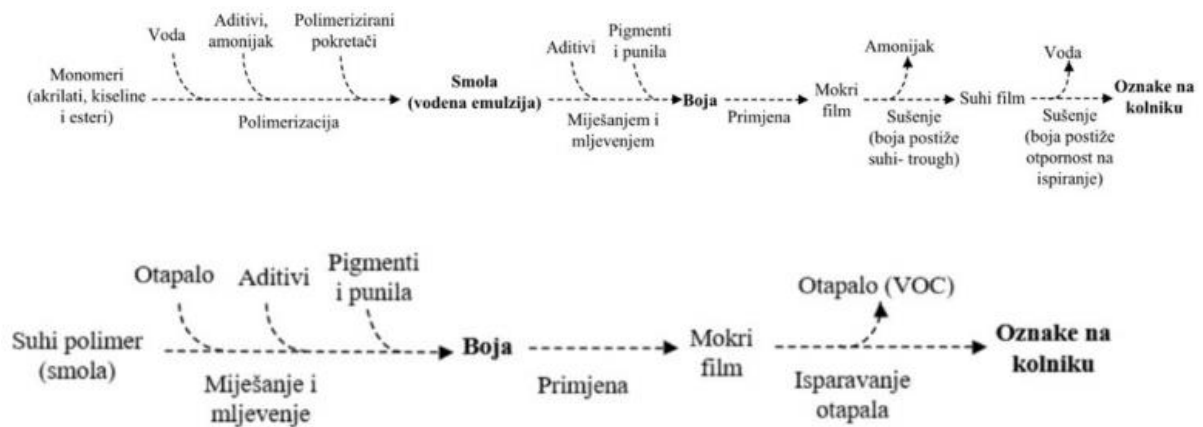 Voda
Aditivi,
amonijak
Polimerizirani
pokretači
Monomeri
(akrilati, kiseline
i esteri)
Polimerizacija
Smola
(vodena emulzija)
Aditivi
Pigmenti
i punila
Miješanjem i
mljevenjem
Boja
Primjena
Mokri
film
Amonijak
Sušenje
(boja postiže
suhi- trough)
Suhi film
Voda
Sušenje
(boja postiže
otpornost na
ispiranje)
Oznake na
kolniku
Otapalo
Aditivi
Pigmenti
i punila
Suhi polimer
(smola)
Miješanje i
mljevenje
Boja
Primjena
Mokri
film
Otapalo (VOC)
Isparavanje
otapala
Oznake na
kolniku